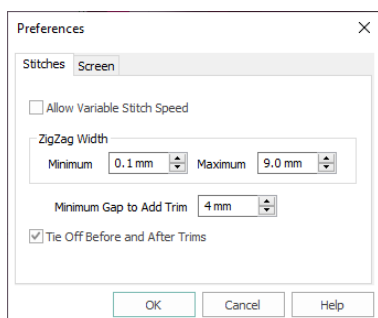 Preferences
Stitches Screen
Allow Variable Stitch Speed
ZigZag Width
Minimum 0.1 mm Maximum 9.0 mm
Minimum Gap to Add Trim 4 mm
Tie Off Before and After Trims
OK Cancel Help